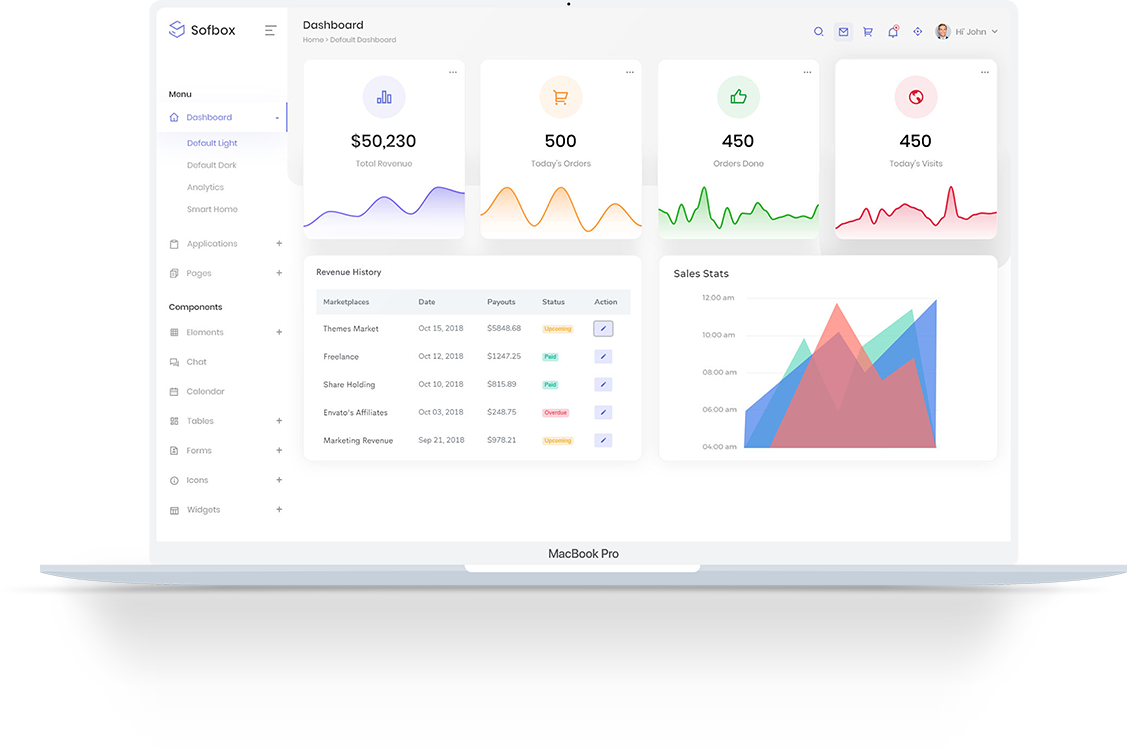 Sofbox
Dashboard
Home > Default Dashboard
Hi' John
Menu
Dashboard
Default Light
Default Dark
Analytics
Smart Home
Applications +
Pages +
Components
Elements +
Chat
Calendar
Tables +
Forms +
Icons +
Widgets +
$50,230
Total Revenue
500
Today's Orders
450
Orders Done
450
Today's Visits
Revenue History
Marketplaces Date Payouts Status Action
Themes Market Oct 15, 2018 $5848.68 Upcoming
Freelance Oct 12, 2018 $1247.25 Paid
Share Holding Oct 10, 2018 $815.89 Paid
Envato's Affiliates Oct 03, 2018 $248.75 Overdue
Marketing Revenue Sep 21, 2018 $978.21 Upcoming
Sales Stats
12:00 am
10:00 am
08:00 am
06:00 am
04:00 am
MacBook Pro